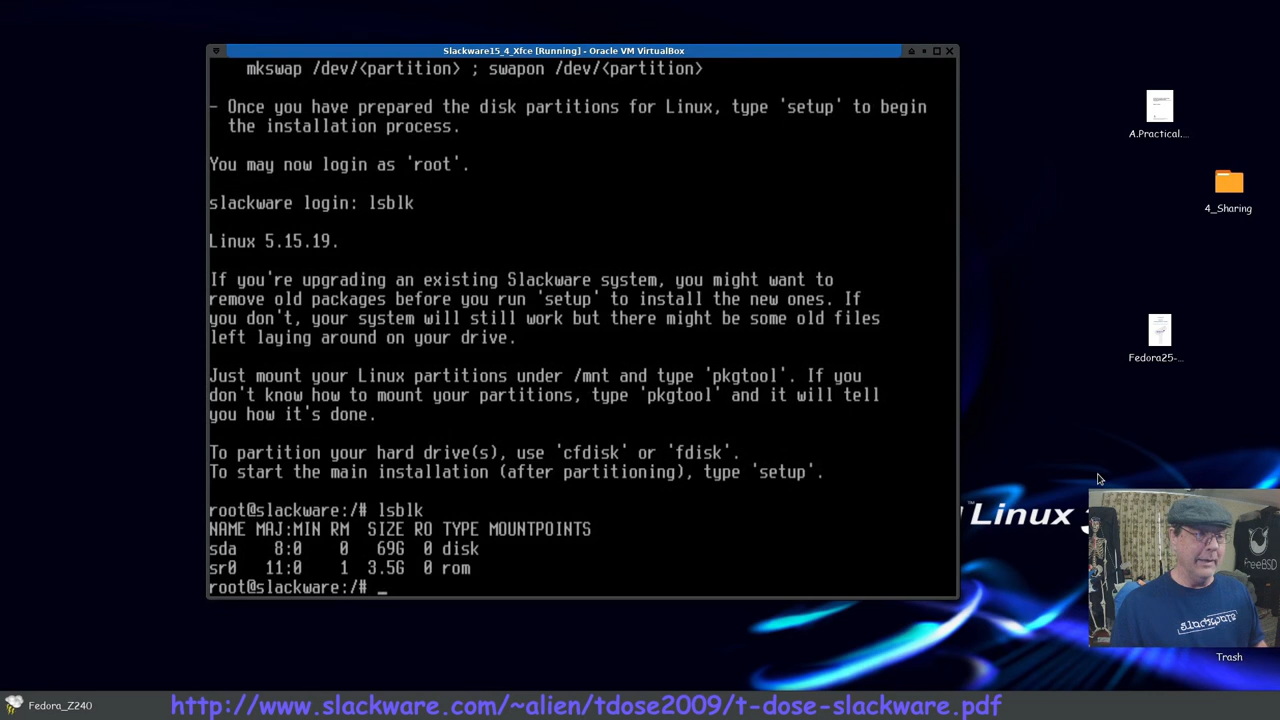 Slackware15_4_Xfce [Running] - Oracle VM VirtualBox
mkswap /dev/<partition> ; swapon /dev/<partition>
- Once you have prepared the disk partitions for Linux, type 'setup' to begin
the installation process.
You may now login as 'root'.
slackware login: lsblk
Linux 5.15.19.
If you're upgrading an existing Slackware system, you might want to
remove old packages before you run 'setup' to install the new ones. If
you don't, your system will still work but there might be some old files
left laying around on your drive.
Just mount your Linux partitions under /mnt and type 'pkgtool'. If you
don't know how to mount your partitions, type 'pkgtool' and it will tell
you how it's done.
To partition your hard drive(s), use 'cfdisk' or 'fdisk'.
To start the main installation (after partitioning), type 'setup'.
root@slackware:/# lsblk
NAME MAJ:MIN RM SIZE RO TYPE MOUNTPOINTS
sda 8:0 0 69G 0 disk
sr0 11:0 1 3.5G 0 rom
root@slackware:/# _
A.Practical....
4_Sharing
Fedora25-...
™Linux
freeBSD
slackware
Trash
Fedora_Z240
http://www.slackware.com/~alien/tdose2009/t-dose-slackware.pdf